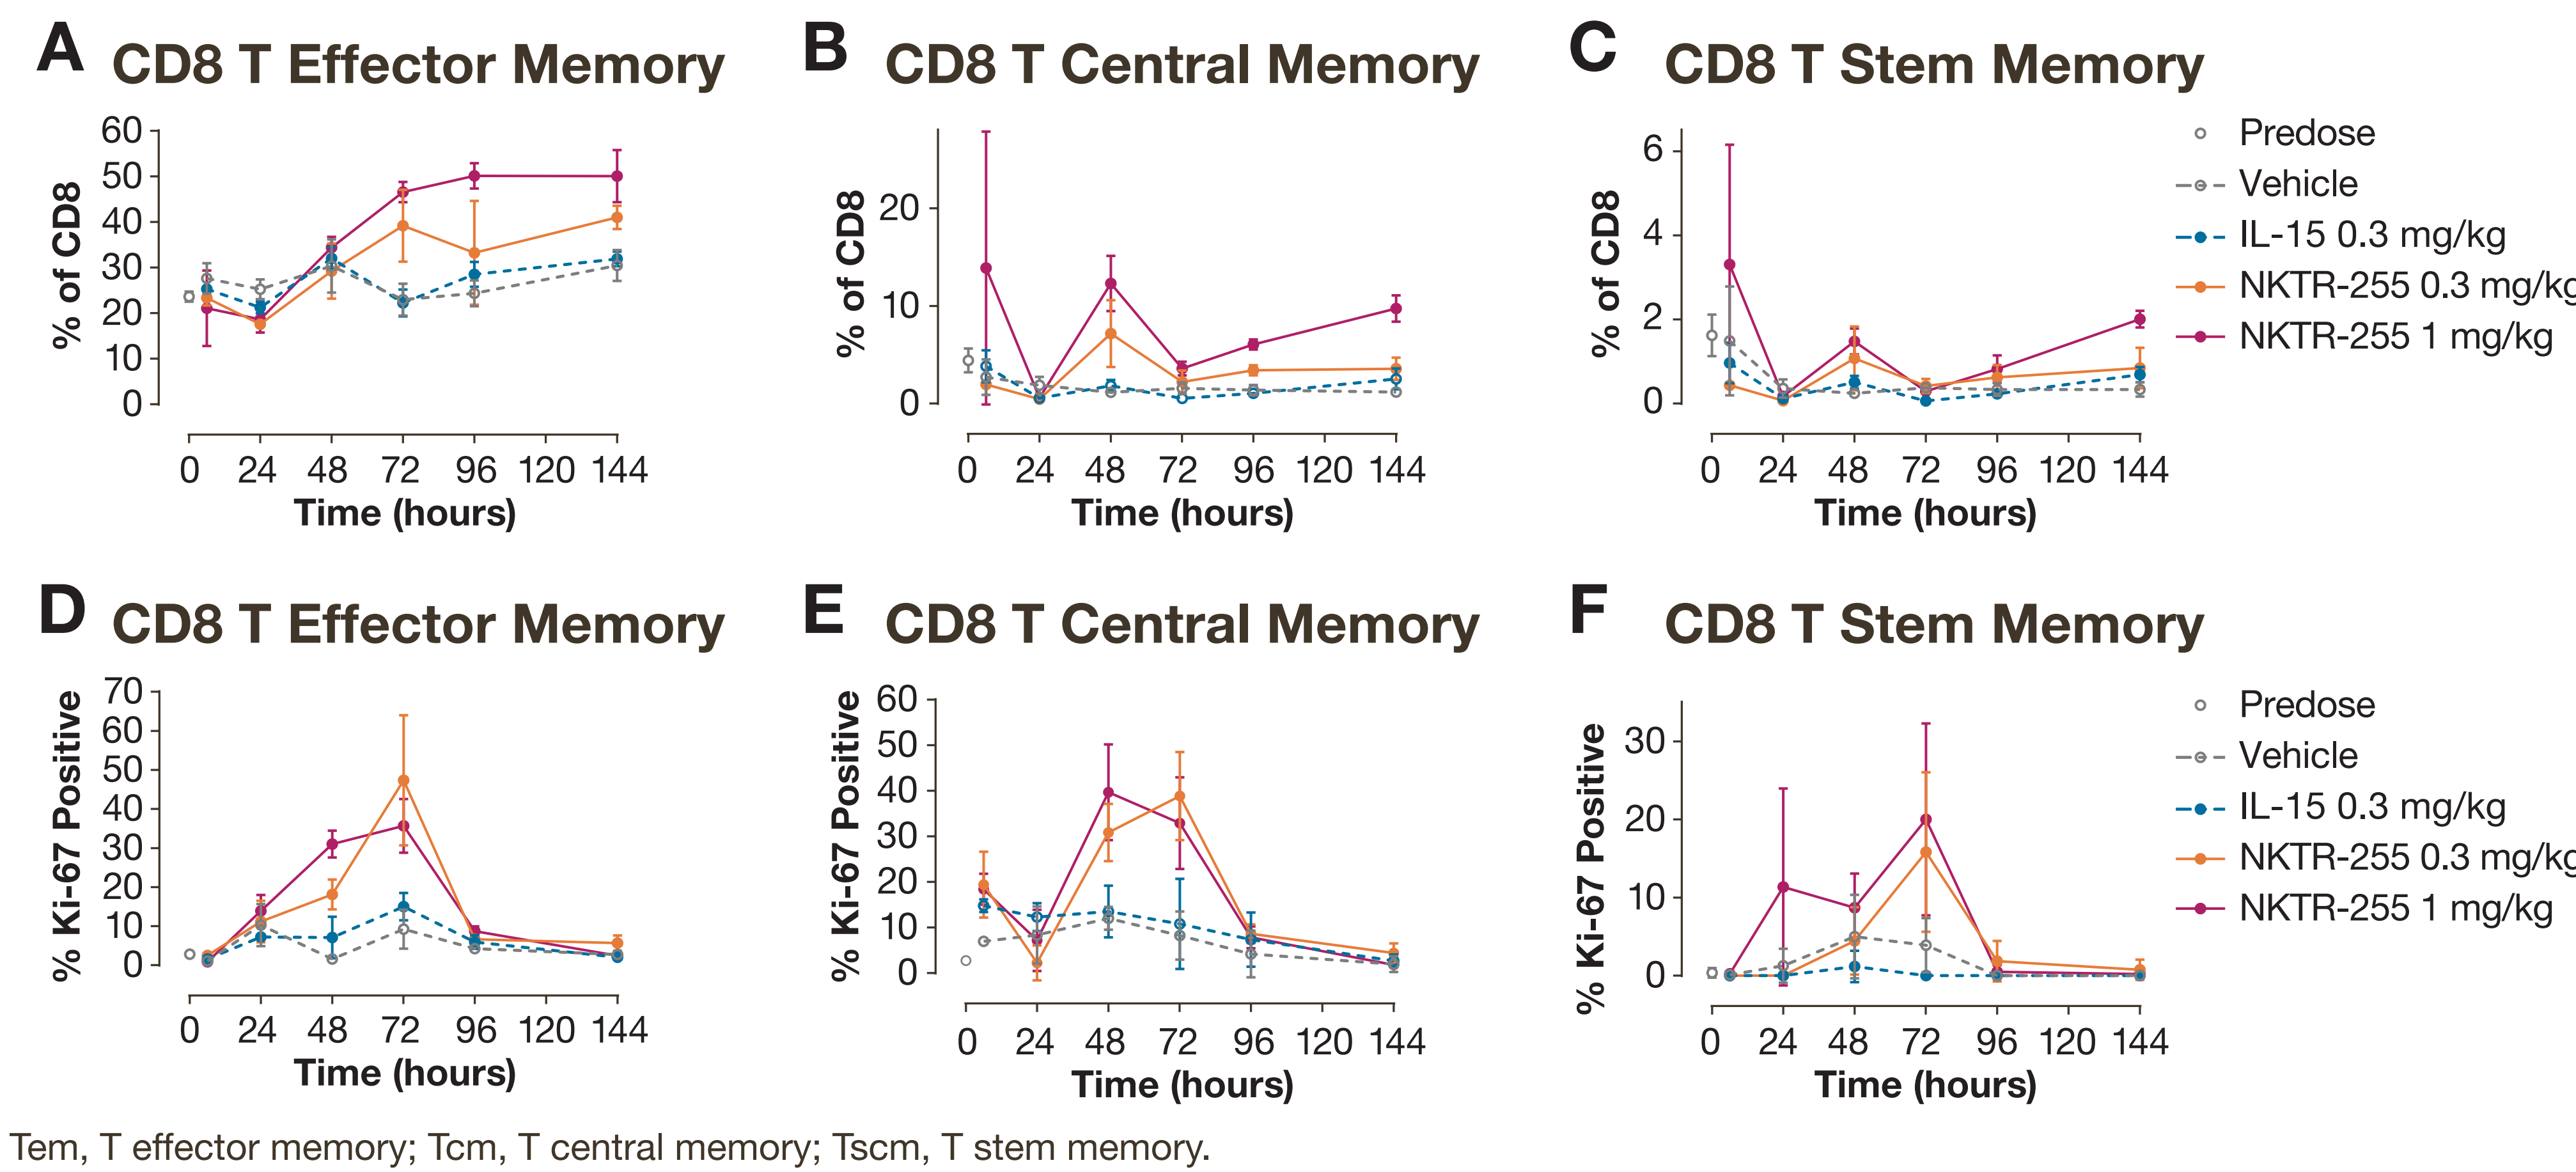 A CD8 T Effector Memory
60
50
40
30
20
10
0
% of CD8
0 24 48 72 96 120 144
Time (hours)
B CD8 T Central Memory
20
10
0
% of CD8
0 24 48 72 96 120 144
Time (hours)
C CD8 T Stem Memory
6
4
2
0
% of CD8
0 24 48 72 96 120 144
Time (hours)
Predose
Vehicle
IL-15 0.3 mg/kg
NKTR-255 0.3 mg/kg
NKTR-255 1 mg/kg
D CD8 T Effector Memory
70
60
50
40
30
20
10
0
% Ki-67 Positive
0 24 48 72 96 120 144
Time (hours)
E CD8 T Central Memory
60
50
40
30
20
10
0
% Ki-67 Positive
0 24 48 72 96 120 144
Time (hours)
F CD8 T Stem Memory
30
20
10
0
% Ki-67 Positive
0 24 48 72 96 120 144
Time (hours)
Predose
Vehicle
IL-15 0.3 mg/kg
NKTR-255 0.3 mg/kg
NKTR-255 1 mg/kg
Tem, T effector memory; Tcm, T central memory; Tscm, T stem memory.